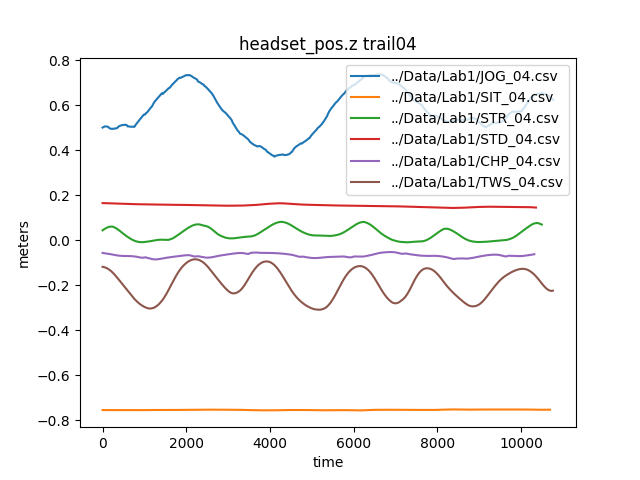 headset_pos.z trail04
0.8
0.6
0.4
0.2
0.0
−0.2
−0.4
−0.6
−0.8
meters
../Data/Lab1/JOG_04.csv
../Data/Lab1/SIT_04.csv
../Data/Lab1/STR_04.csv
../Data/Lab1/STD_04.csv
../Data/Lab1/CHP_04.csv
../Data/Lab1/TWS_04.csv
0 2000 4000 6000 8000 10000
time